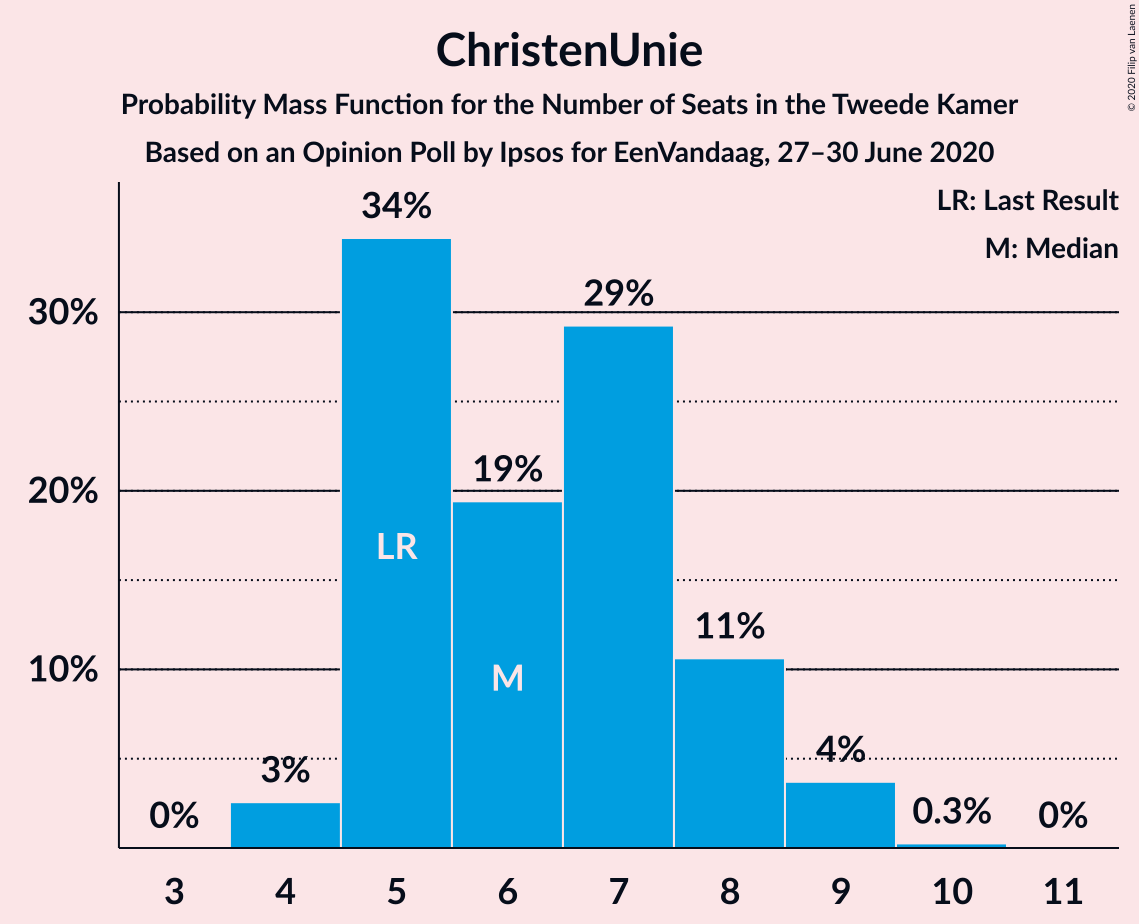 ChristenUnie
Probability Mass Function for the Number of Seats in the Tweede Kamer
Based on an Opinion Poll by Ipsos for EenVandaag, 27–30 June 2020
© 2020 Filip van Laenen
LR: Last Result
M: Median
34%
29%
30%
19%
20%
LR
11%
M
10%
4%
3%
0%
0.3%
0%
3 4 5 6 7 8 9 10 11